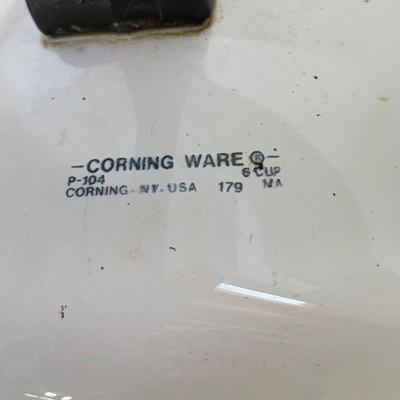 -CORNING WARE ®-
P-104 6 CUP
CORNING NY. USA 179 MA